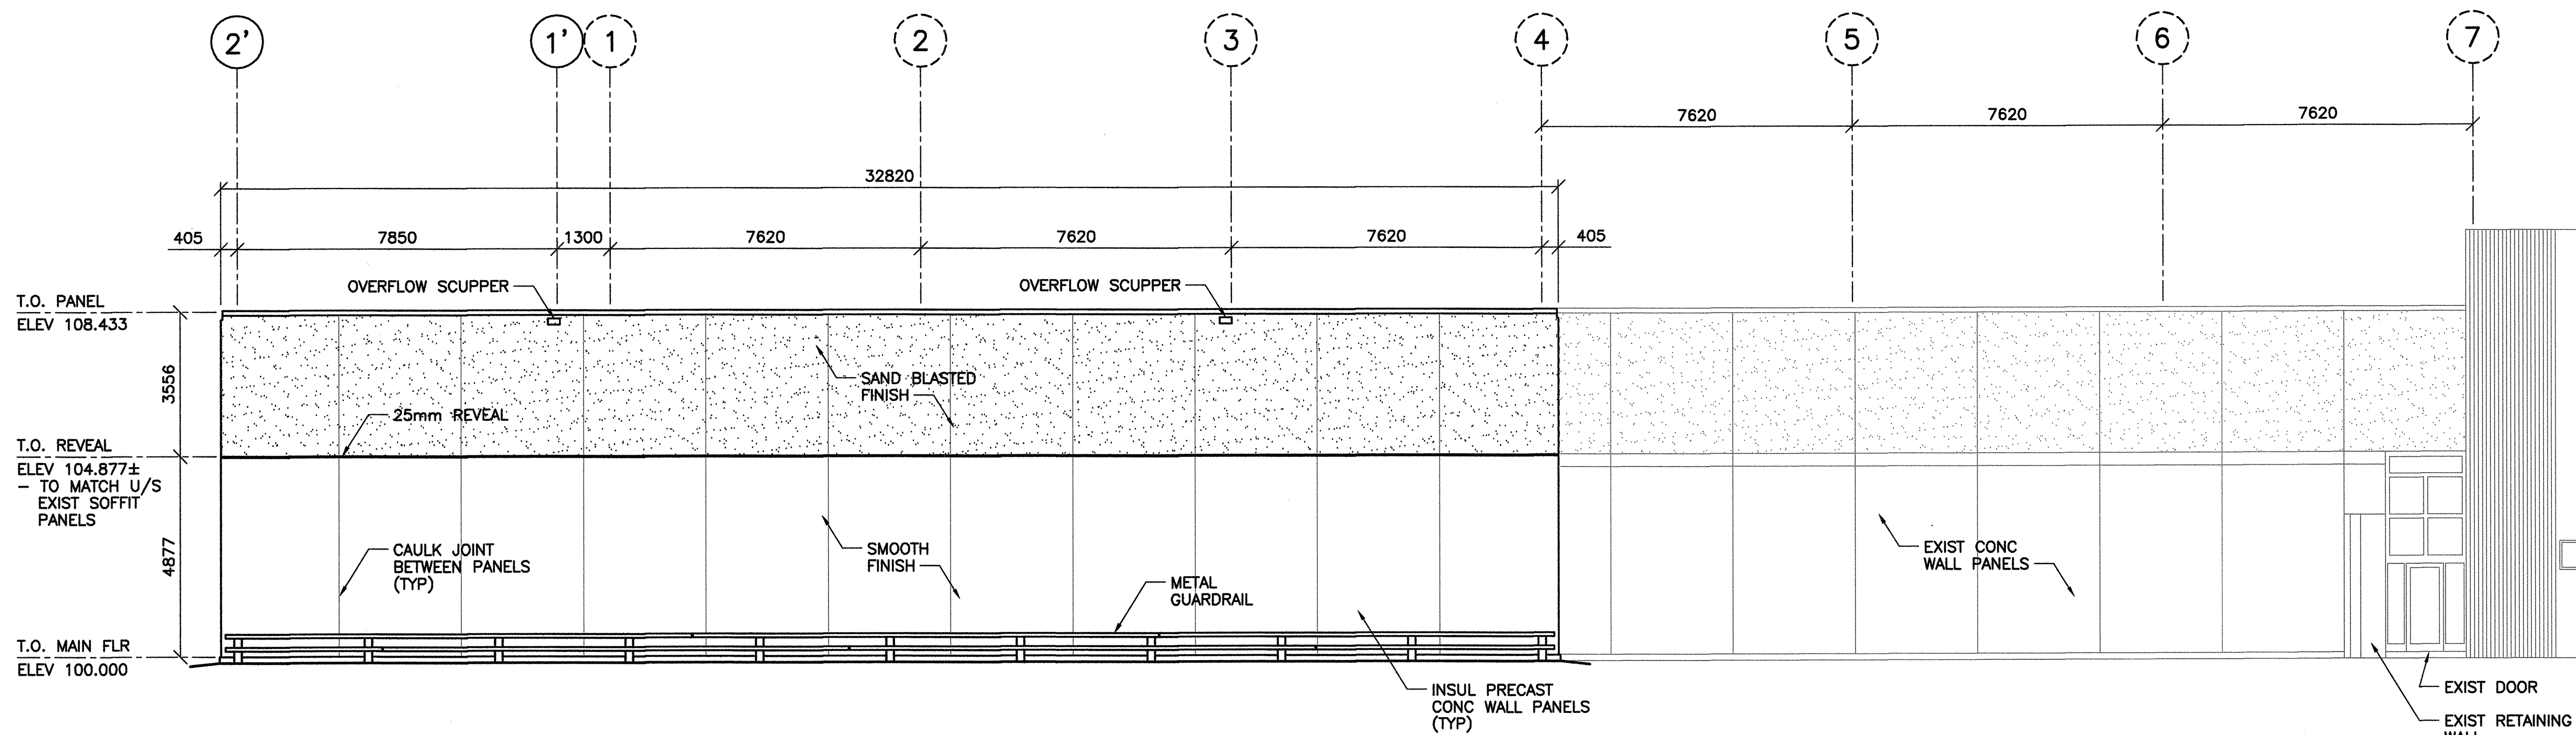 2'
1'
1
2
3
4
5
6
7
7620
7620
7620
32820
405
7850
1300
7620
7620
7620
405
OVERFLOW SCUPPER
OVERFLOW SCUPPER
T.O. PANEL
ELEV 108.433
3556
SAND BLASTED
FINISH
25mm REVEAL
T.O. REVEAL
ELEV 104.877±
- TO MATCH U/S
EXIST SOFFIT
PANELS
4877
CAULK JOINT
BETWEEN PANELS
(TYP)
SMOOTH
FINISH
METAL
GUARDRAIL
EXIST CONC
WALL PANELS
T.O. MAIN FLR
ELEV 100.000
INSUL PRECAST
CONC WALL PANELS
(TYP)
EXIST DOOR
EXIST RETAINING